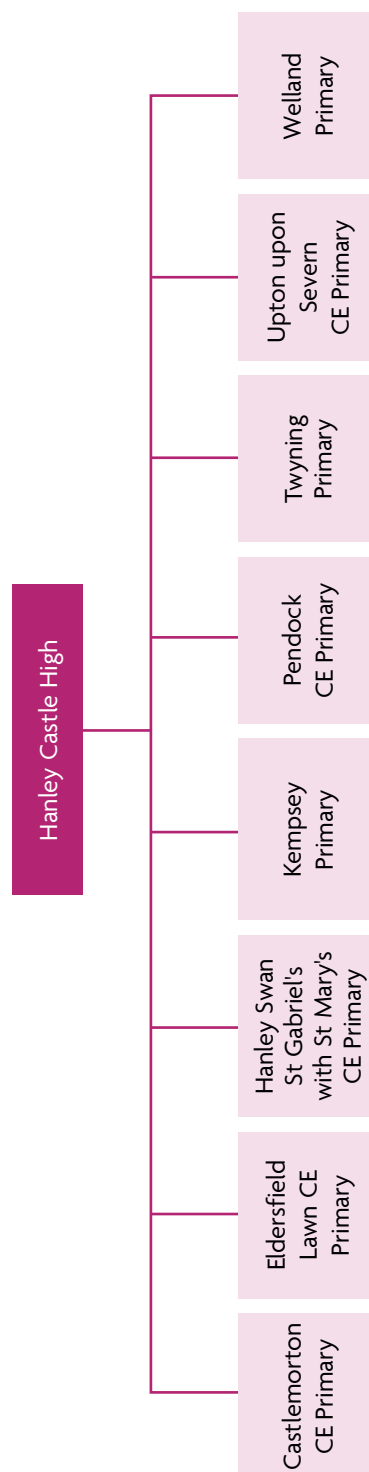 Hanley Castle High
Castlemorton
CE Primary
Eldersfield
Lawn CE
Primary
Hanley Swan
St Gabriel's
with St Mary's
CE Primary
Kempsey
Primary
Pendock
CE Primary
Twyning
Primary
Upton upon
Severn
CE Primary
Welland
Primary